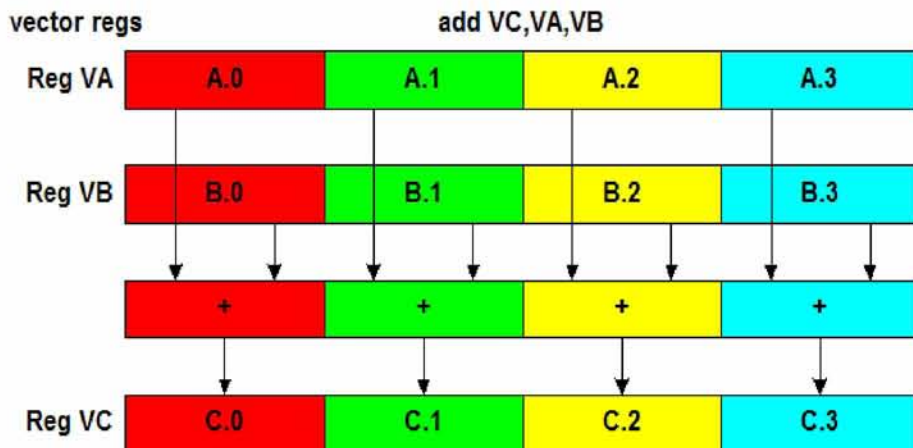 vector regs add VC,VA,VB
Reg VA A.0 A.1 A.2 A.3
Reg VB B.0 B.1 B.2 B.3
+ + + +
Reg VC C.0 C.1 C.2 C.3